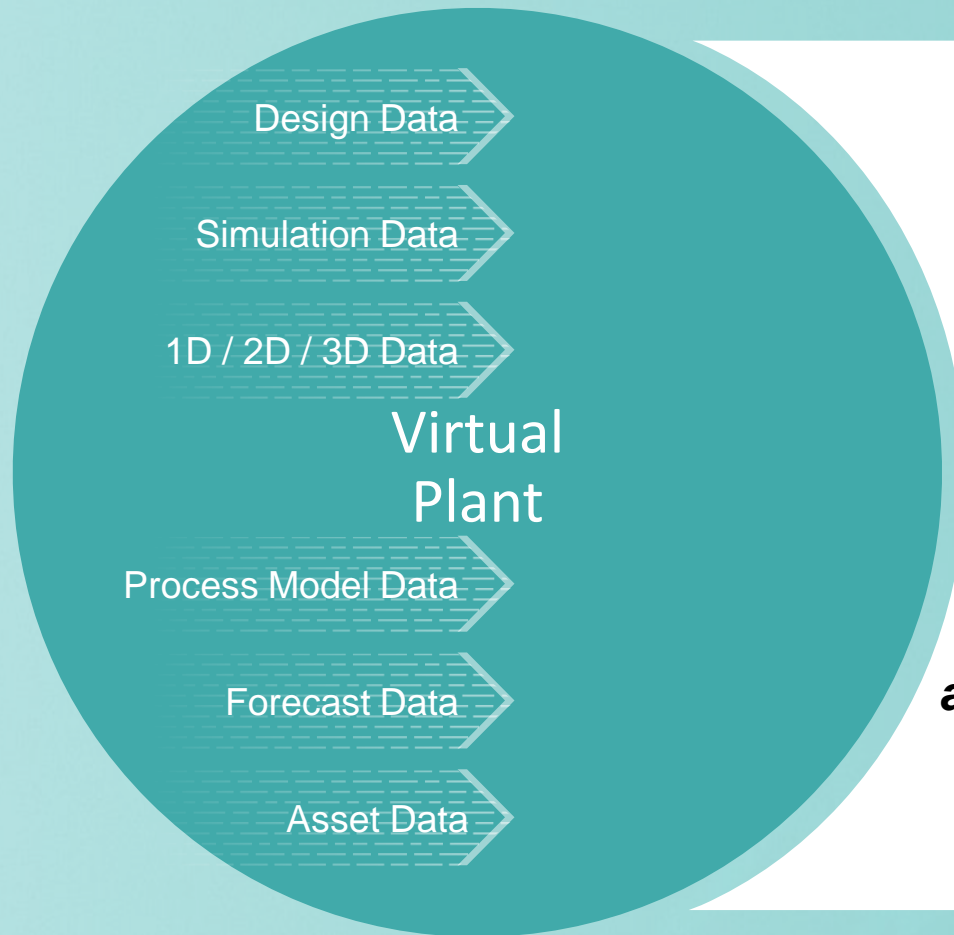 Design Data
Simulation Data
1D / 2D / 3D Data
Virtual
Plant
Process Model Data
Forecast Data
Asset Data